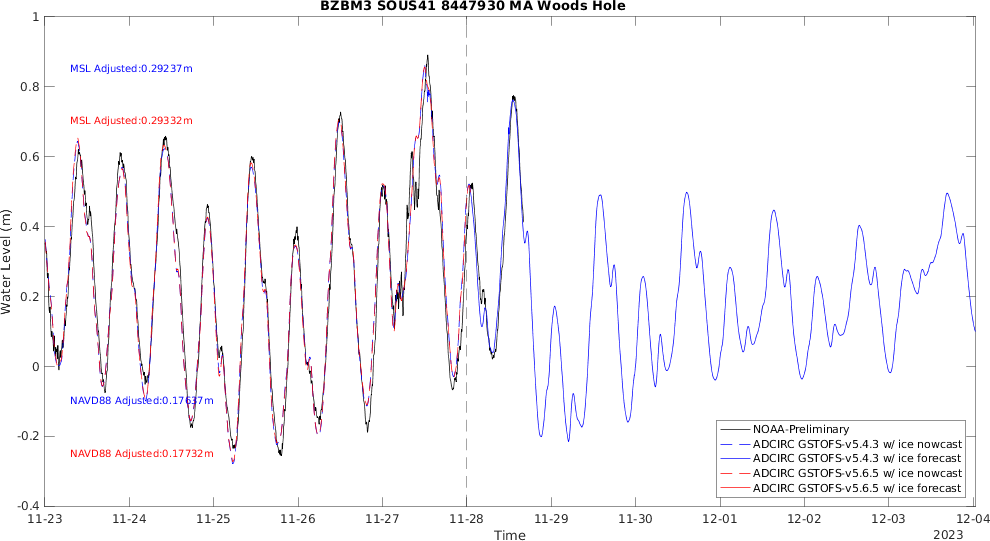 BZBM3 SOUS41 8447930 MA Woods Hole
1
0.8
0.6
0.4
0.2
0
-0.2
-0.4
Water Level (m)
MSL Adjusted:0.29237m
MSL Adjusted:0.29332m
NAVD88 Adjusted:0.17637m
NAVD88 Adjusted:0.17732m
NOAA-Preliminary
ADCIRC GSTOFS-v5.4.3 w/ ice nowcast
ADCIRC GSTOFS-v5.4.3 w/ ice forecast
ADCIRC GSTOFS-v5.6.5 w/ ice nowcast
ADCIRC GSTOFS-v5.6.5 w/ ice forecast
11-23 11-24 11-25 11-26 11-27 11-28 11-29 11-30 12-01 12-02 12-03 12-04
Time
2023